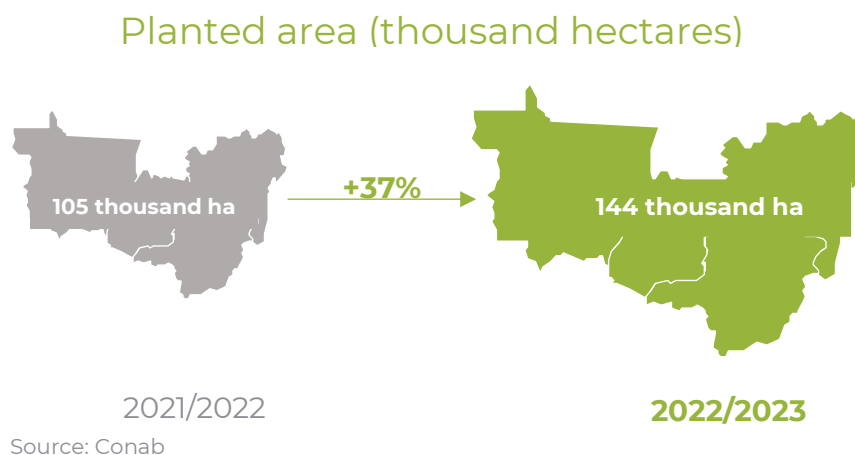 Planted area (thousand hectares)
+37%
105 thousand ha
144 thousand ha
2021/2022
2022/2023
Source: Conab